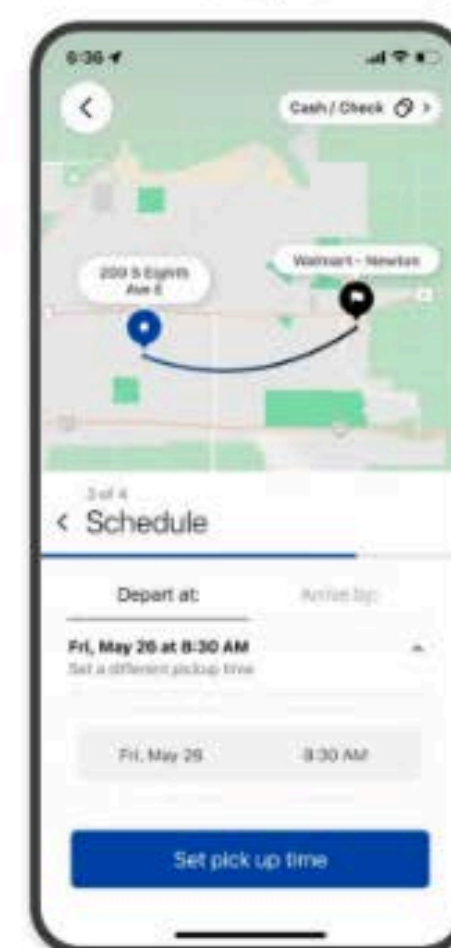 6:36
Cash / Check
Walmart - Newton
200 S Eighth
Ave E
3 of 4
Schedule
Depart at:
Arrive by:
Fri, May 26 at 8:30 AM
Set a different pickup time
Fri, May 26
8:30 AM
Set pick up time